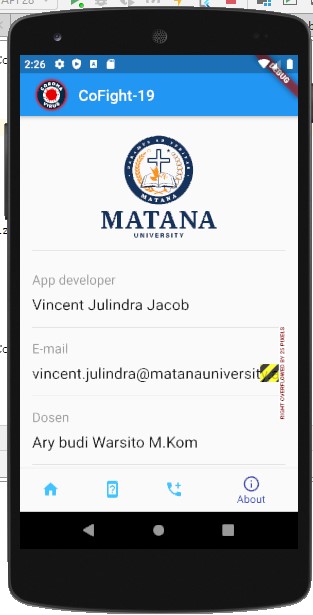 API 28
2:26
DEBUG
CORONA
VIRUS
CoFight-19
MATANA
MATANA
UNIVERSITY
App developer
Vincent Julindra Jacob
E-mail
vincent.julindra@matanauniversit
RIGHT OVERFLOWED BY 25 PIXELS
Dosen
Ary budi Warsito M.Kom
About